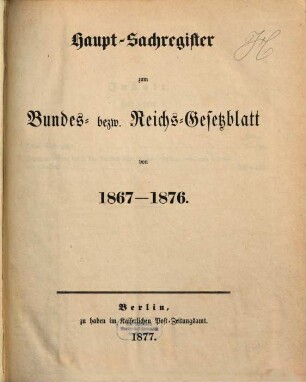 Haupt-Sachregister
zum
Bundes- bezw. Reichs-Gesetzblatt
von
1867—1876.
Berlin,
zu haben im Kaiserlichen Post-Zeitungsamt.
1877.